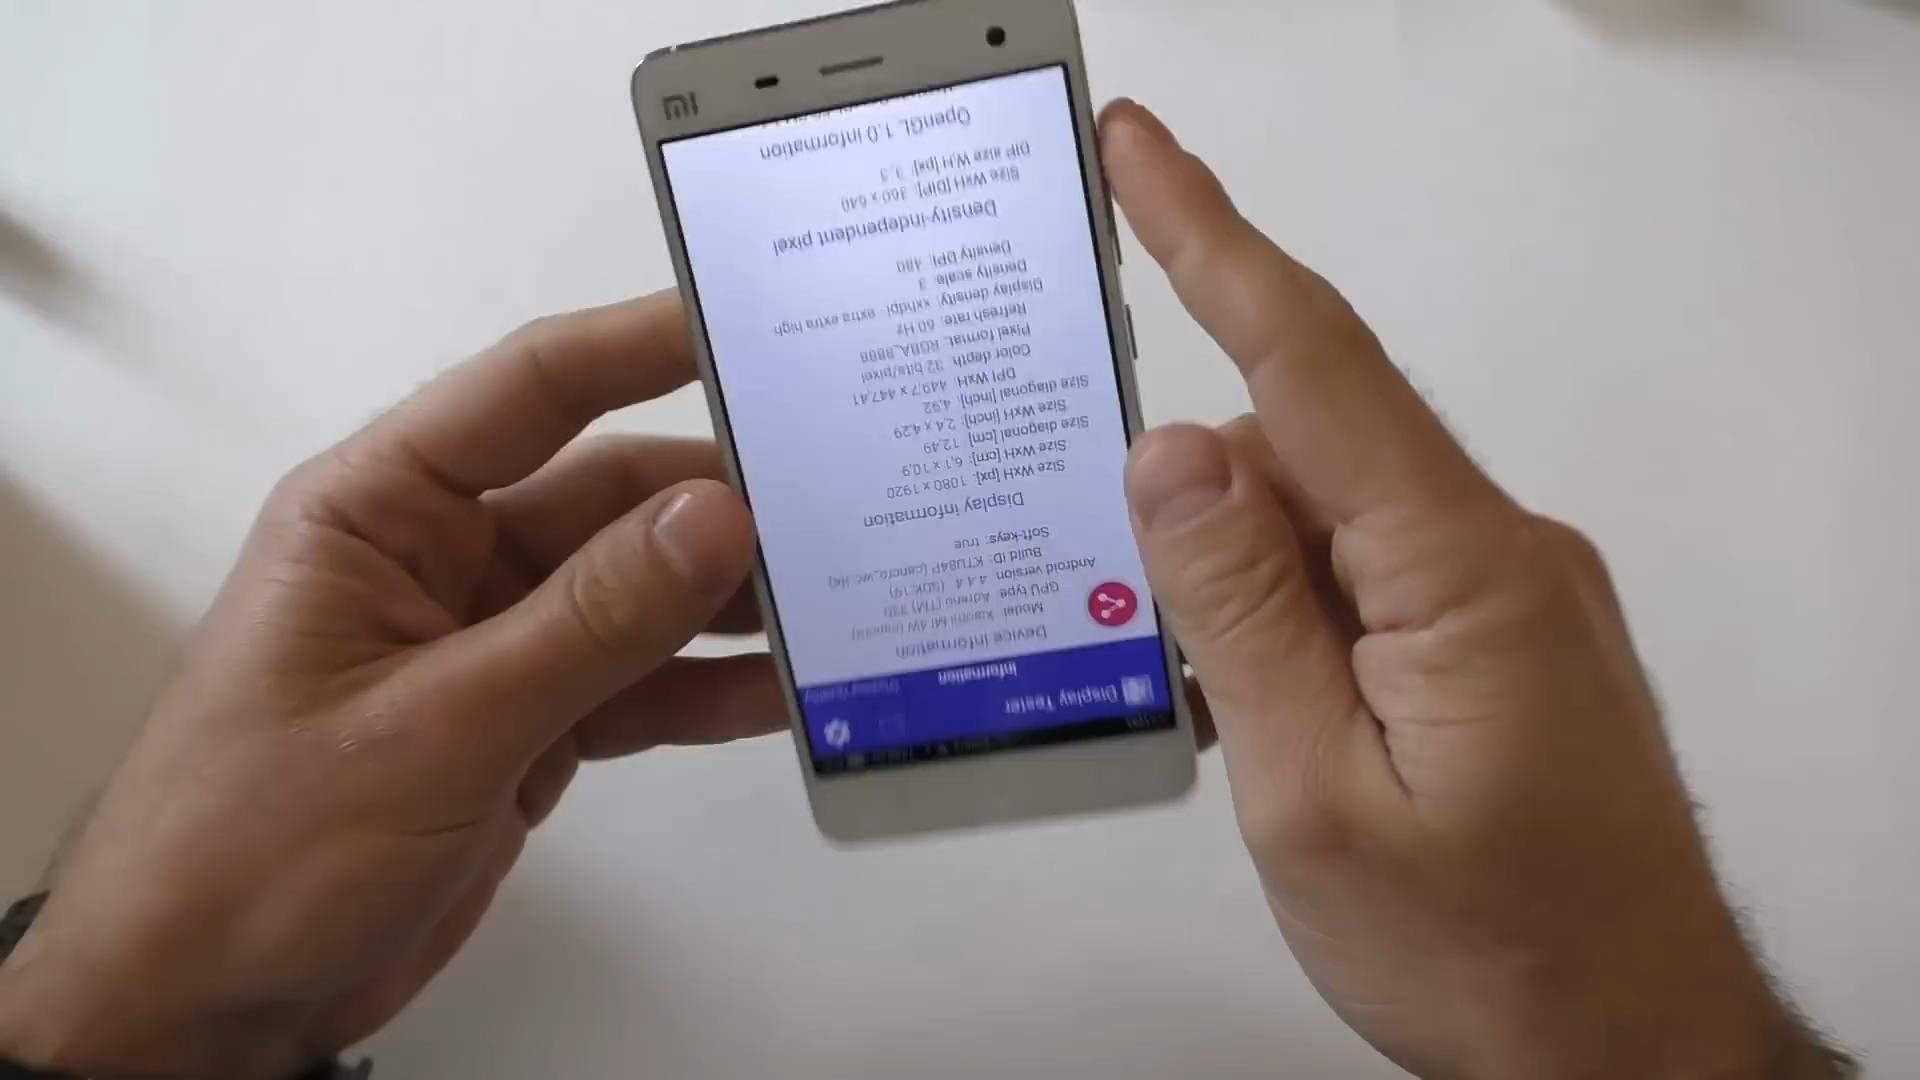 MI
Display Tester
Information
Display Quality
Device information
Model: Xiaomi MI 4W
GPU type: Adreno (TM) 330
Android version: 4.4.4 (SDK 19)
Build ID: KTU84P (cancro_wc_lte)
Soft-keys: true
Display information
Size WxH [px]: 1080 x 1920
Size WxH [cm]: 6,1 x 10,9
Size diagonal [cm]: 12,49
Size WxH [inch]: 2,4 x 4,29
Size diagonal [inch]: 4,92
DPI WxH: 449,7 x 447,41
Color depth: 32 bits/pixel
Pixel format: RGBA_8888
Refresh rate: 60 Hz
Display density: xxhdpi - extra extra high
Density scale: 3
Density DPI: 480
Density-independent pixel
Size WxH [DIP]: 360 x 640
DIP size W,H [px]: 3, 3
OpenGL 1.0 information